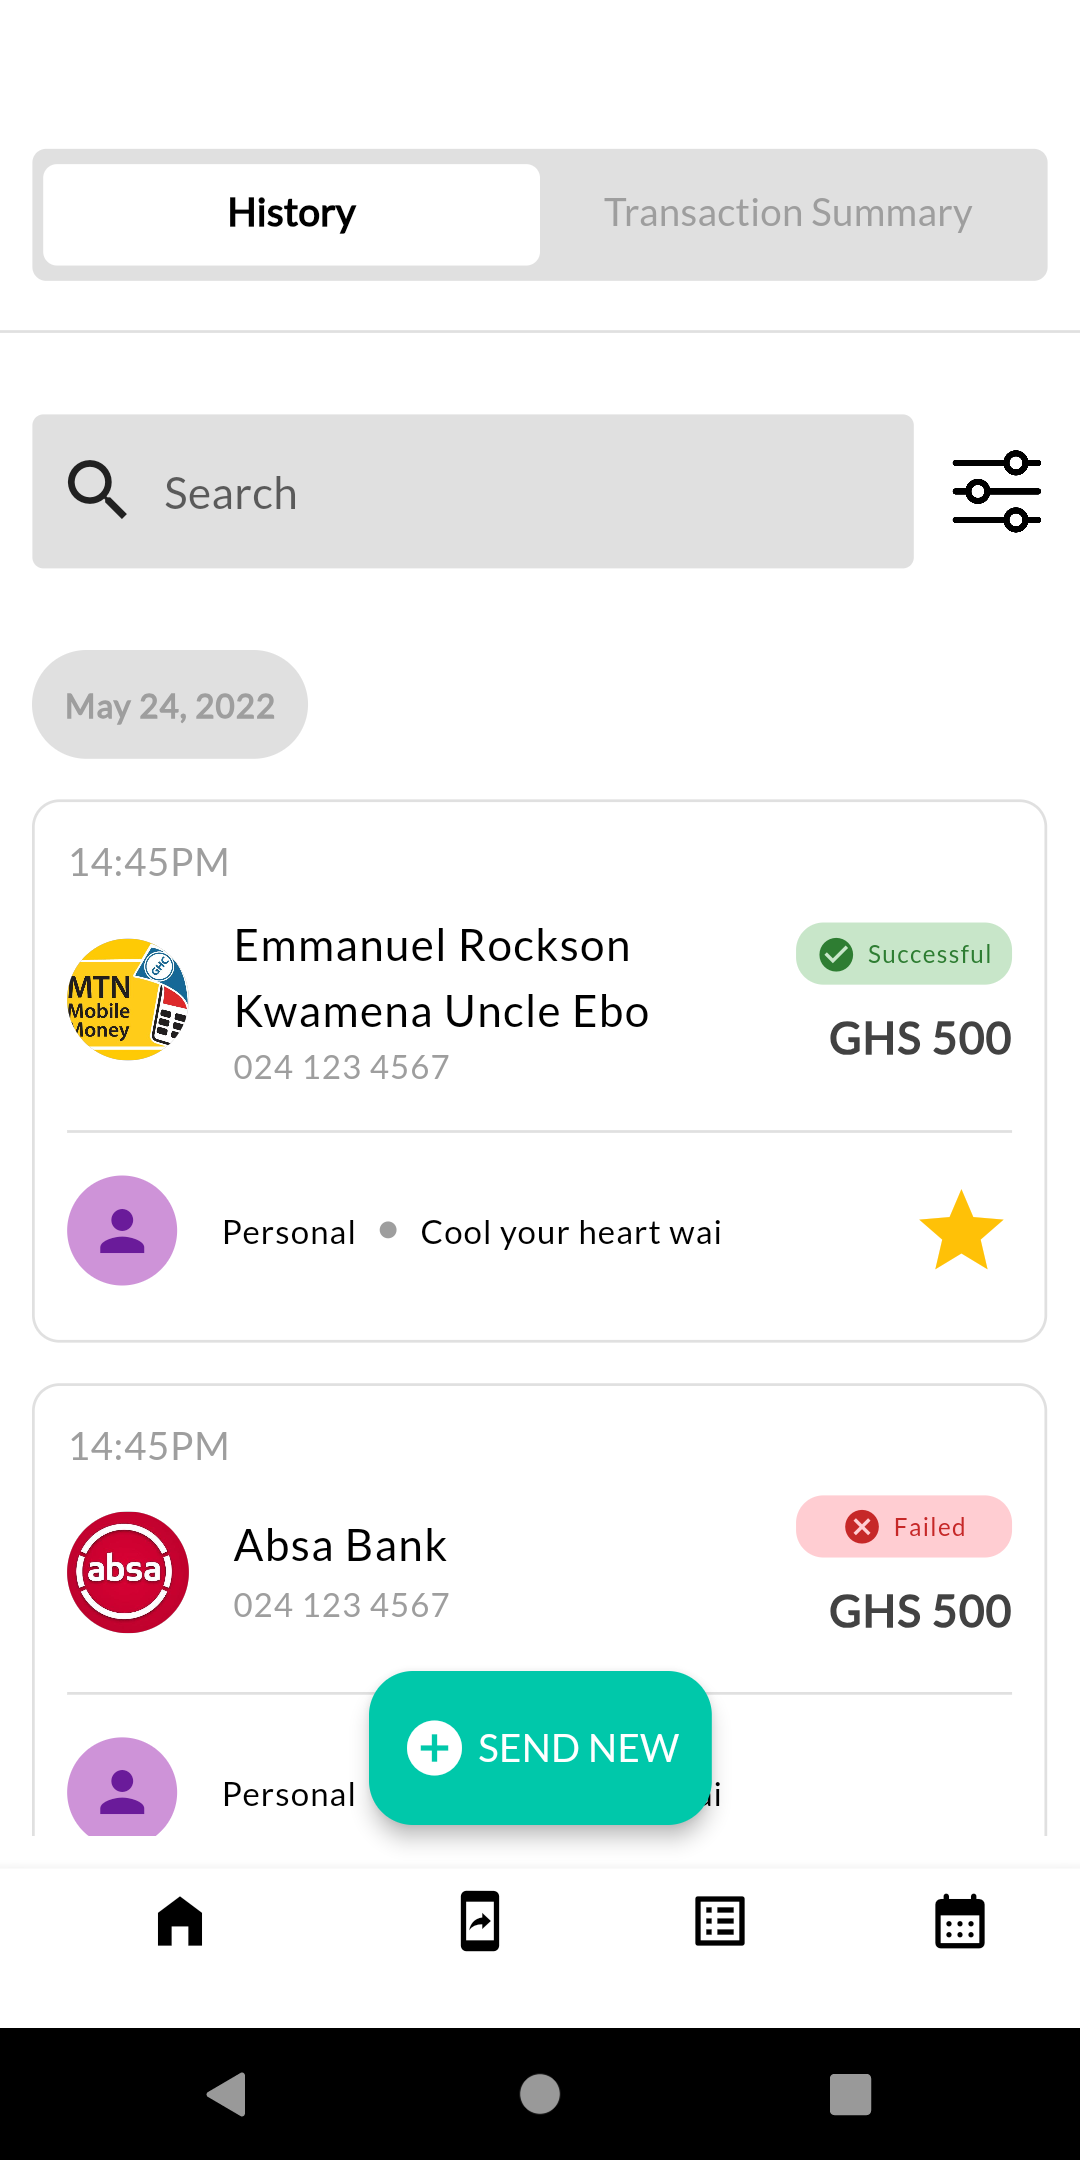 History
Transaction Summary
Search
May 24, 2022
14:45PM
Emmanuel Rockson
Kwamena Uncle Ebo
024 123 4567
Successful
GHS 500
MTN
Mobile
Money
GHC
Personal
Cool your heart wai
14:45PM
absa
Absa Bank
024 123 4567
Failed
GHS 500
Personal
SEND NEW